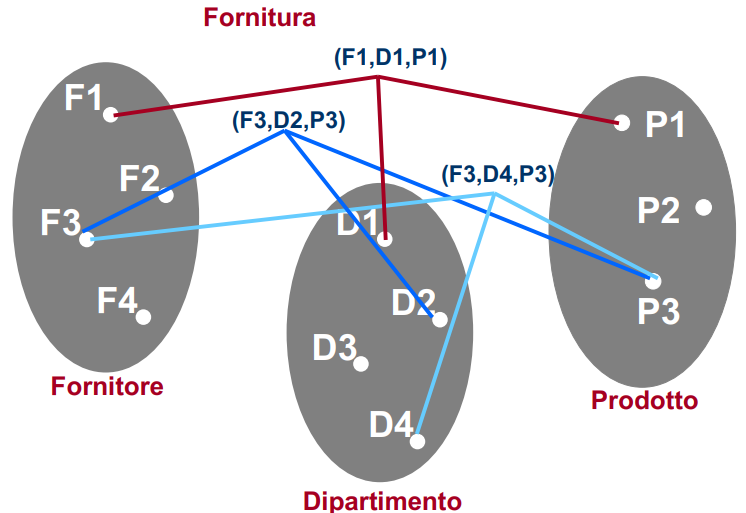 Fornitura
(F1,D1,P1)
F1
(F3,D2,P3)
P1
F2
(F3,D4,P3)
F3
D1
P2
F4
D2
P3
D3
Fornitore
Prodotto
D4
Dipartimento